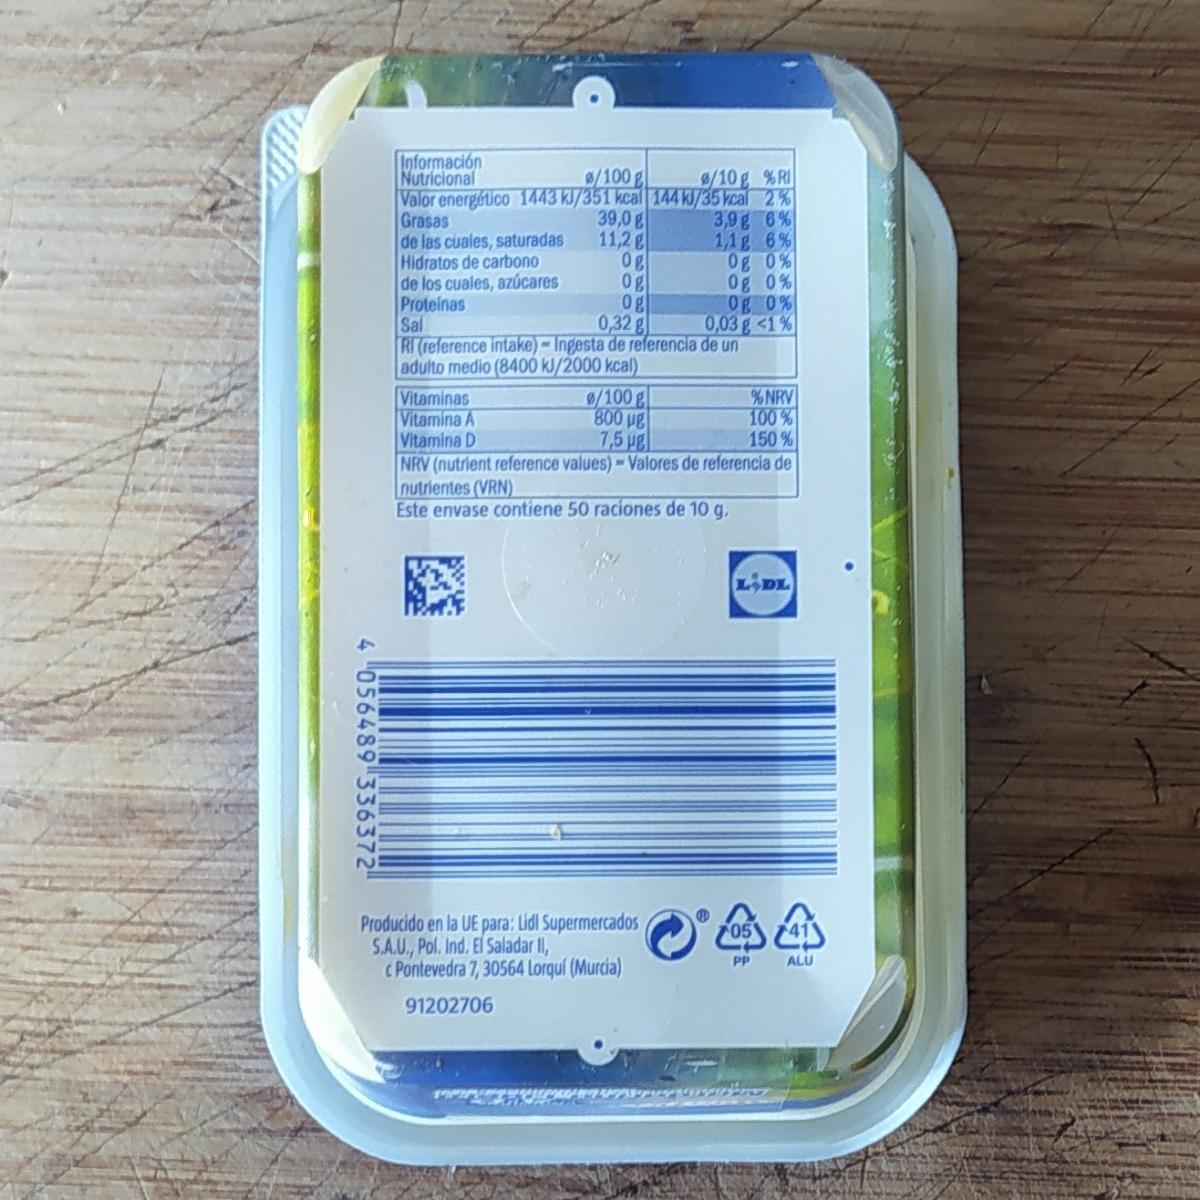 Información
Nutricional ø/100 g ø/10 g %RI
Valor energético 1443 kJ/351 kcal 144 kJ/35 kcal 2 %
Grasas 39,0 g 3,9 g 6 %
de las cuales, saturadas 11,2 g 1,1 g 6 %
Hidratos de carbono 0 g 0 g 0 %
de los cuales, azúcares 0 g 0 g 0 %
Proteínas 0 g 0 g 0 %
Sal 0,32 g 0,03 g <1 %
RI (reference intake) = Ingesta de referencia de un
adulto medio (8400 kJ/2000 kcal)
Vitaminas ø/100 g %NRV
Vitamina A 800 µg 100 %
Vitamina D 7,5 µg 150 %
NRV (nutrient reference values) = Valores de referencia de
nutrientes (VRN)
Este envase contiene 50 raciones de 10 g.
LiDL
4 056489 336372
Producido en la UE para: Lidl Supermercados
S.A.U., Pol. Ind. El Saladar II,
c Pontevedra 7, 30564 Lorquí (Murcia)
® 05 41
PP ALU
91202706